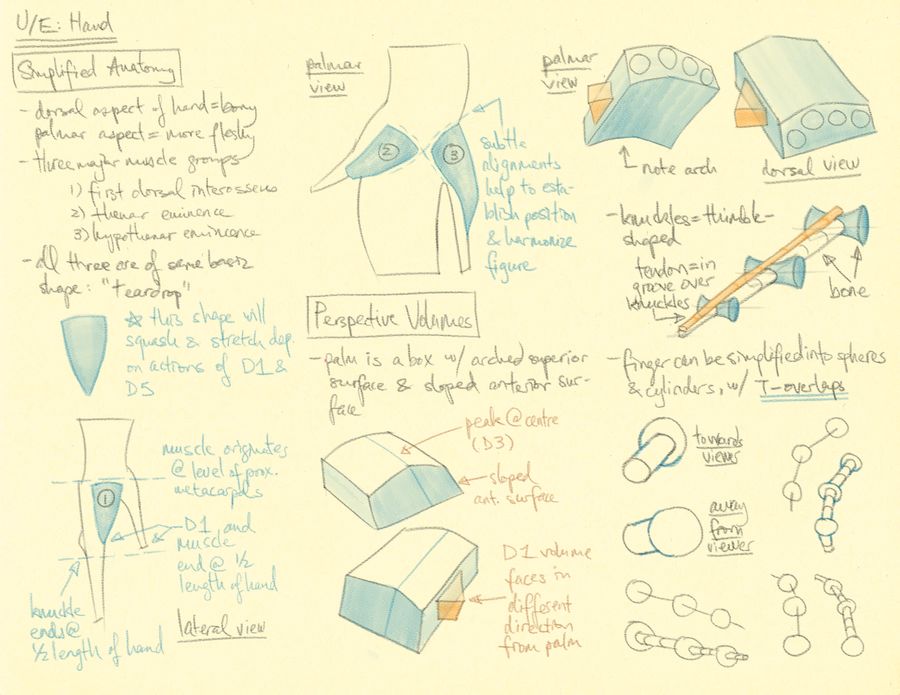 U/E: Hand
Simplified Anatomy
- dorsal aspect of hand = bony
palmar aspect = more fleshy
- three major muscle groups
1) first dorsal interosseus
2) thenar eminence
3) hypothenar eminence
- all three are of same basic
shape: "teardrop"
☆ this shape will
squash & stretch dep.
on actions of D1 &
D5
muscle originates
@ level of prox.
metacarpals
1
D1 and
muscle
end @ 1/2
length of hand
knuckle
ends @
1/2 length of hand
lateral view
palmar
view
2
3
subtle
alignments
help to esta-
blish position
& harmonize
figure
Perspective Volumes
- palm is a box w/ arched superior
surface & sloped anterior sur-
face
peak @ centre
(D3)
sloped
ant. surface
D1 volume
faces in
different
direction
from palm
palmar
view
note arch
dorsal view
- knuckles = thimble-
shaped
tendon = in
groove over
knuckles
bone
- finger can be simplified into spheres
& cylinders, w/ T-overlaps
towards
viewer
away
from
viewer